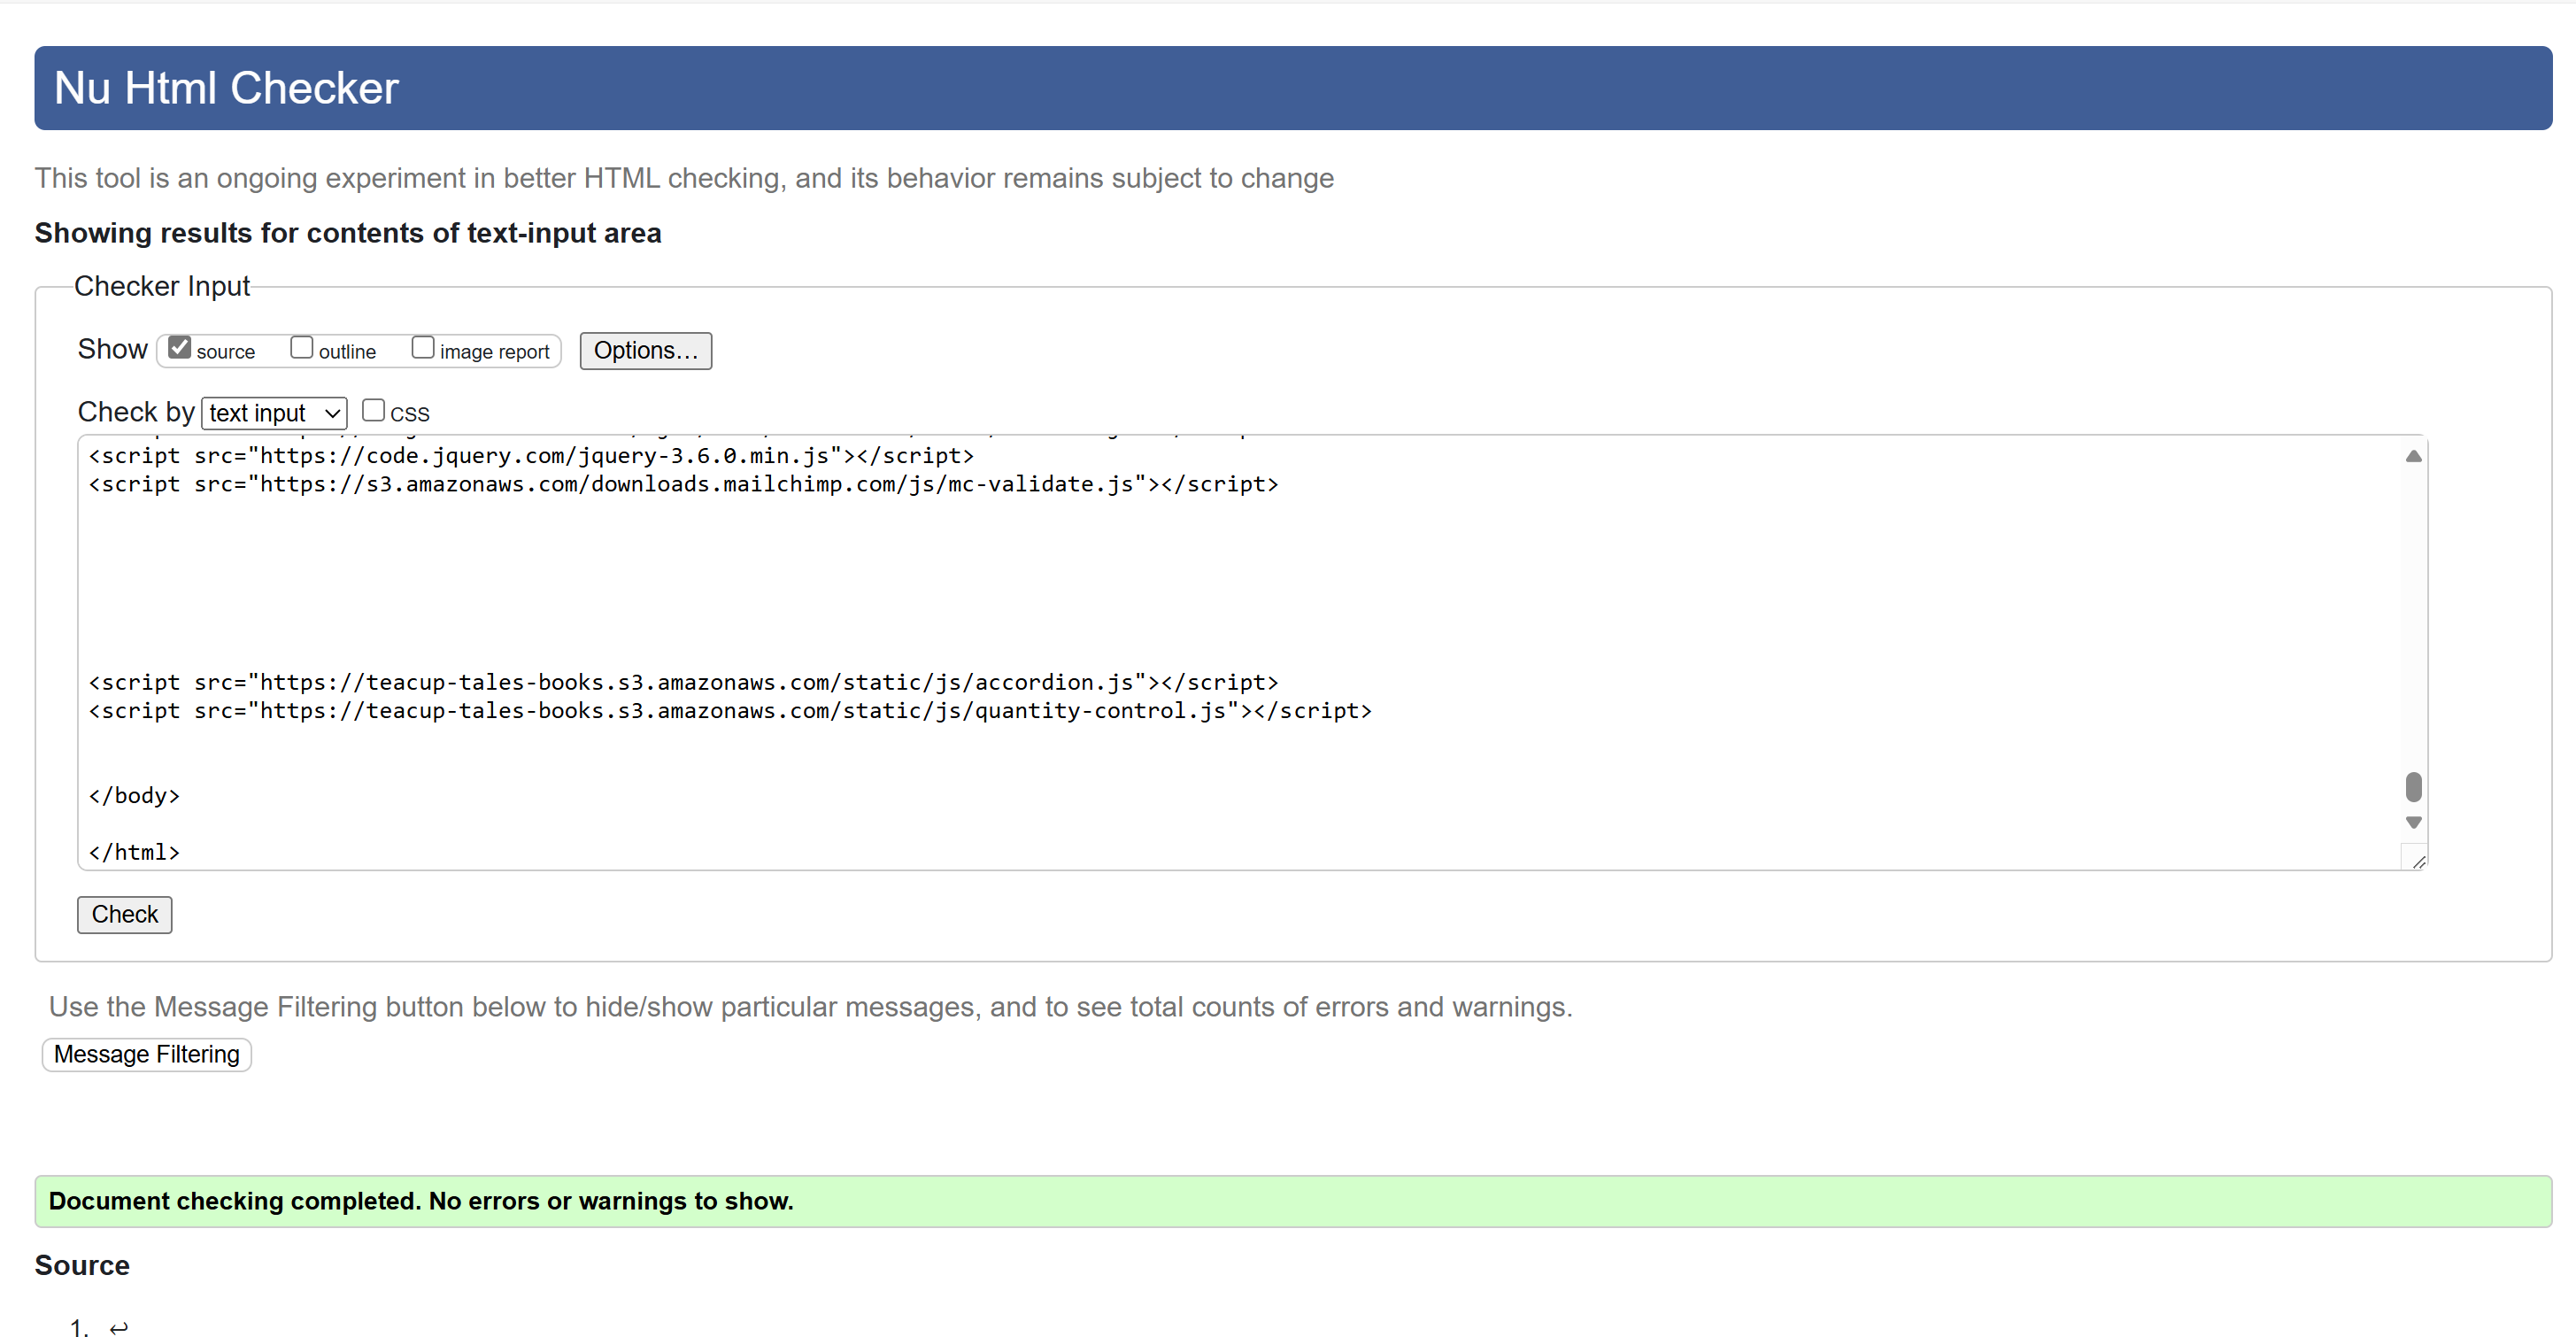 Nu Html Checker
This tool is an ongoing experiment in better HTML checking, and its behavior remains subject to change
Showing results for contents of text-input area
Checker Input
Show source outline image report Options...
Check by text input CSS
<script src="https://code.jquery.com/jquery-3.6.0.min.js"></script>
<script src="https://s3.amazonaws.com/downloads.mailchimp.com/js/mc-validate.js"></script>
<script src="https://teacup-tales-books.s3.amazonaws.com/static/js/accordion.js"></script>
<script src="https://teacup-tales-books.s3.amazonaws.com/static/js/quantity-control.js"></script>
</body>
</html>
Check
Use the Message Filtering button below to hide/show particular messages, and to see total counts of errors and warnings.
Message Filtering
Document checking completed. No errors or warnings to show.
Source
1. ↩